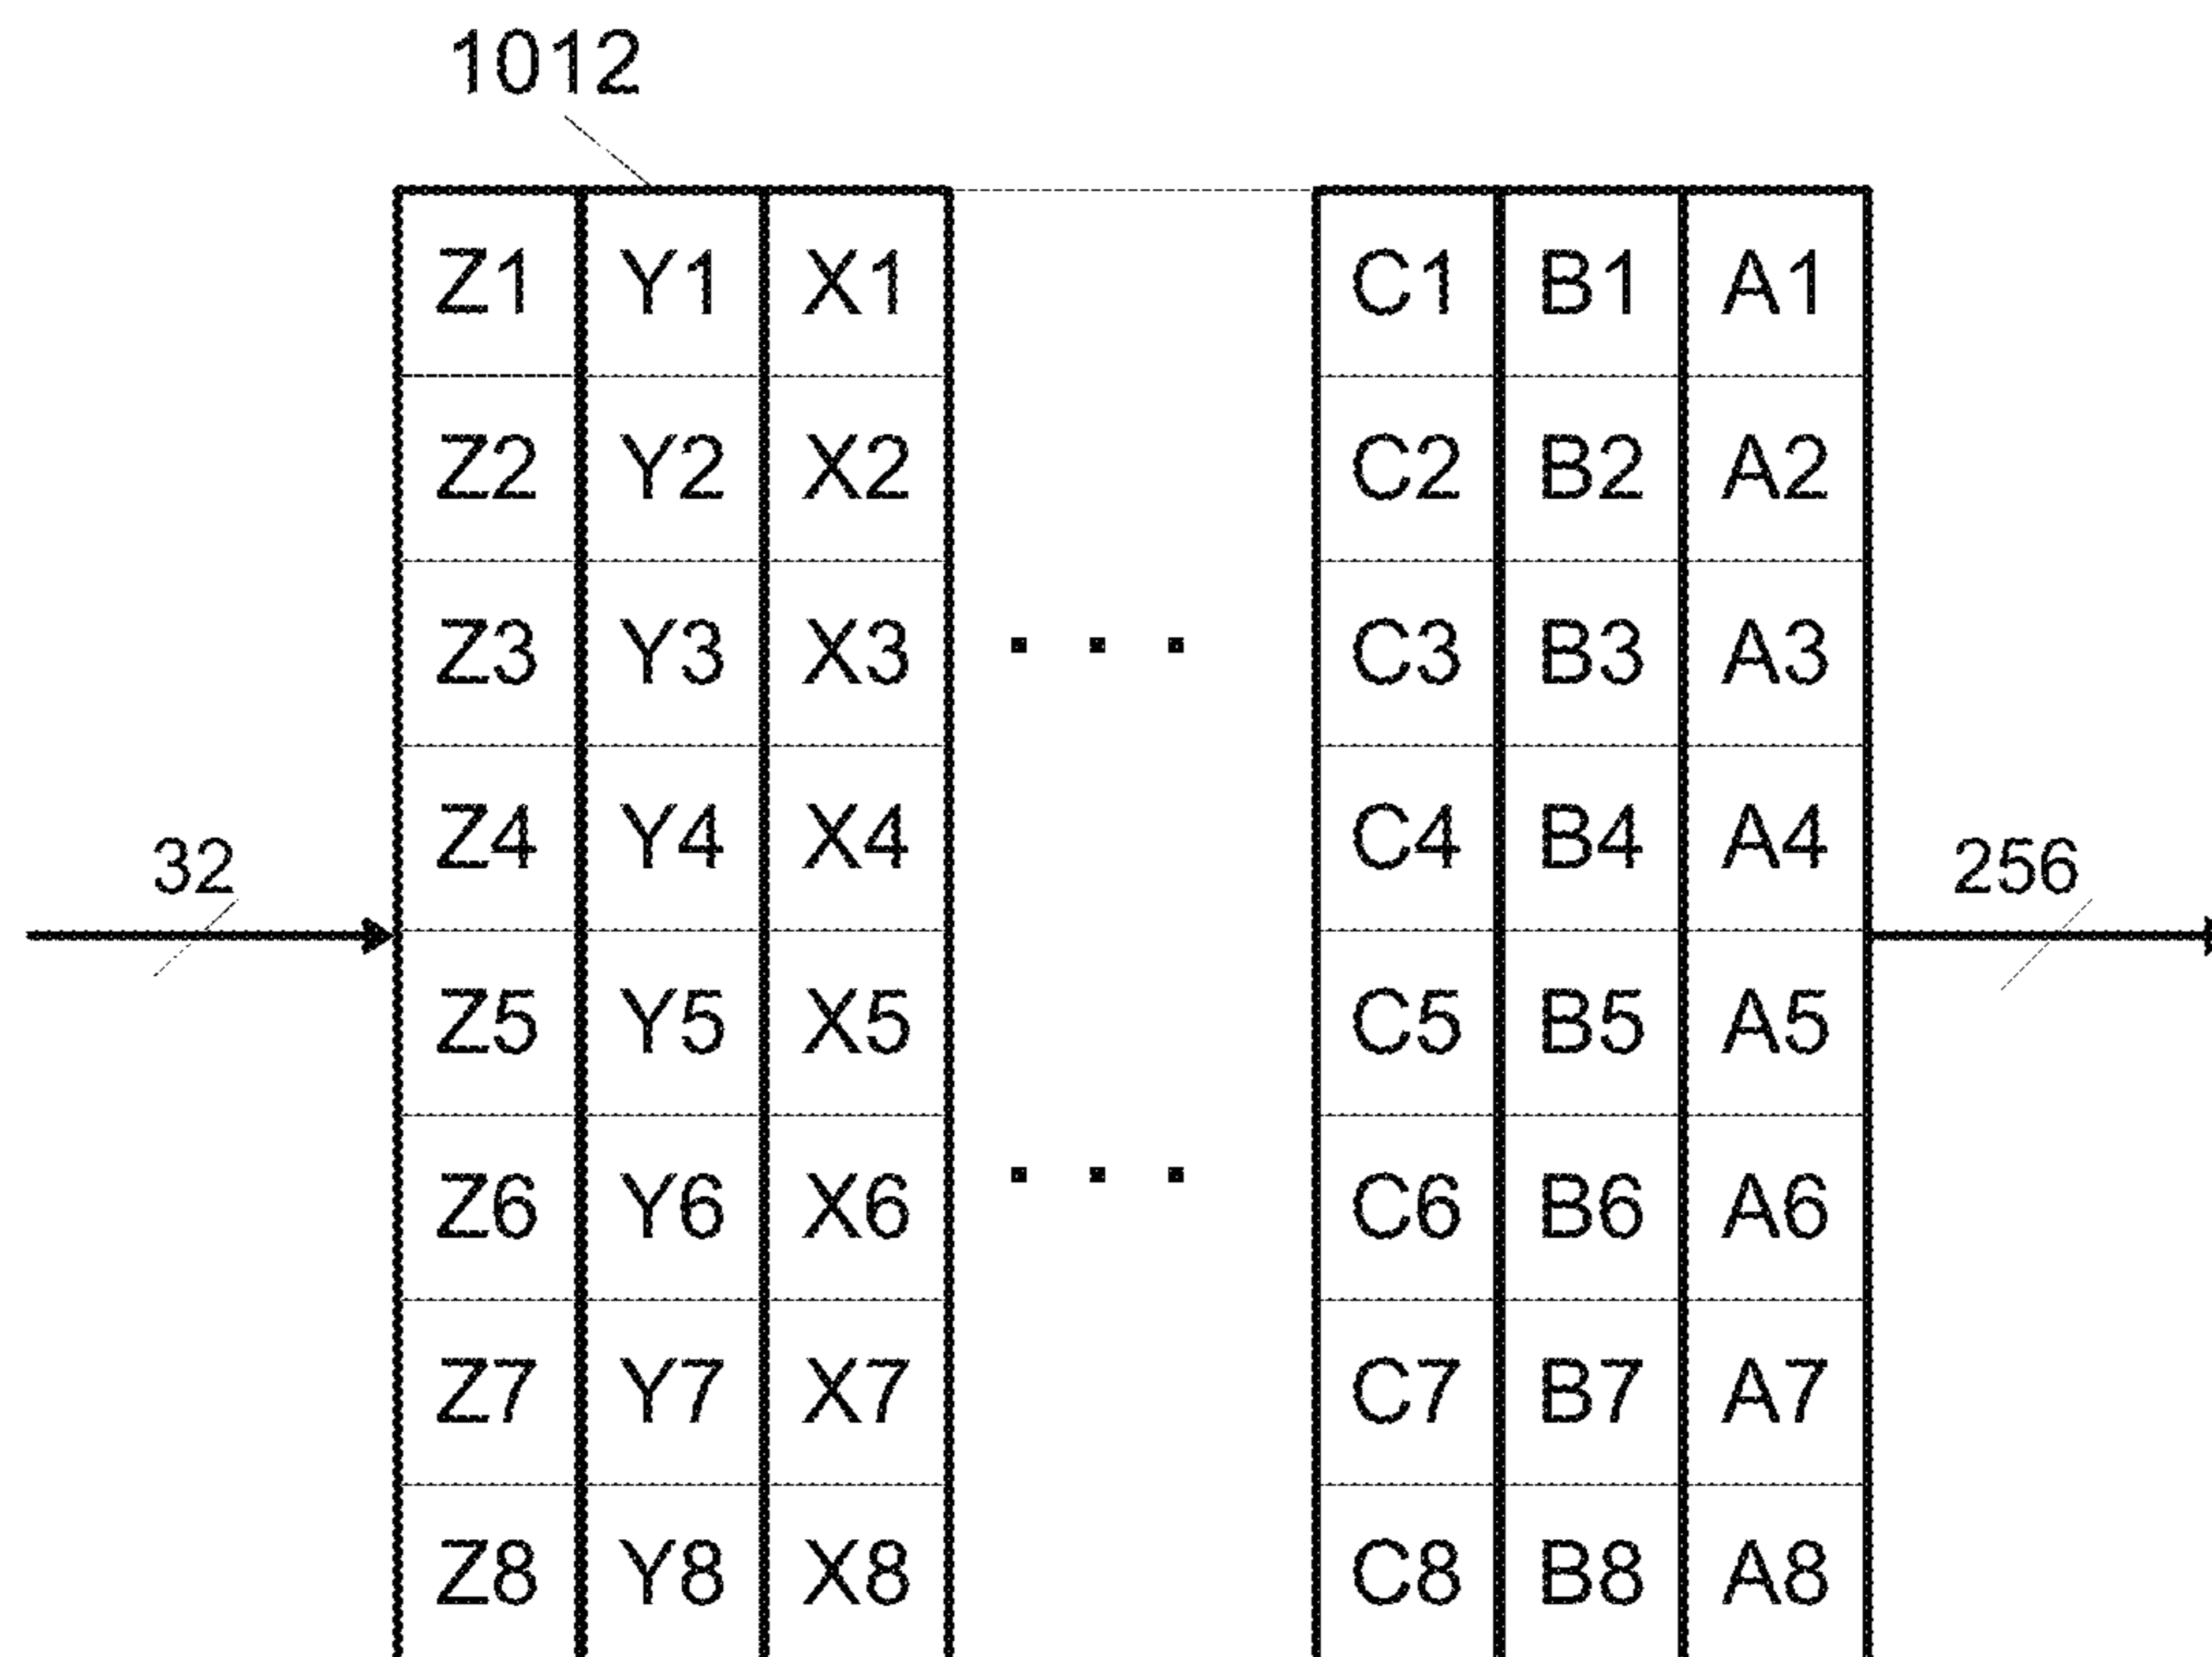 1012
Z1 Y1 X1 C1 B1 A1
Z2 Y2 X2 C2 B2 A2
Z3 Y3 X3 . . . C3 B3 A3
32 Z4 Y4 X4 C4 B4 A4 256
Z5 Y5 X5 C5 B5 A5
Z6 Y6 X6 . . . C6 B6 A6
Z7 Y7 X7 C7 B7 A7
Z8 Y8 X8 C8 B8 A8